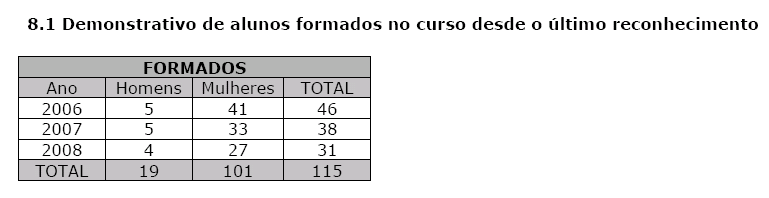 8.1 Demonstrativo de alunos formados no curso desde o último reconhecimento
FORMADOS
Ano Homens Mulheres TOTAL
2006 5 41 46
2007 5 33 38
2008 4 27 31
TOTAL 19 101 115